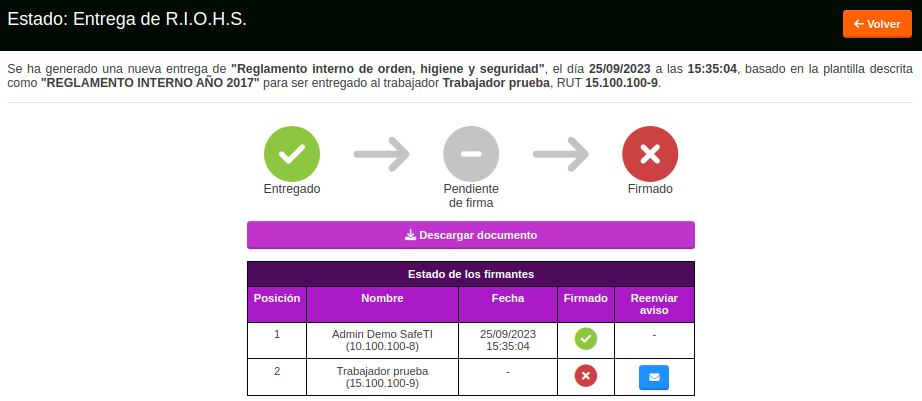 Estado: Entrega de R.I.O.H.S.
Volver
Se ha generado una nueva entrega de "Reglamento interno de orden, higiene y seguridad", el día 25/09/2023 a las 15:35:04, basado en la plantilla descrita
como "REGLAMENTO INTERNO AÑO 2017" para ser entregado al trabajador Trabajador prueba, RUT 15.100.100-9.
Entregado
Pendiente
de firma
Firmado
Descargar documento
Estado de los firmantes
Posición Nombre Fecha Firmado Reenviar
aviso
1 Admin Demo SafeTI 25/09/2023 -
(10.100.100-8) 15:35:04
2 Trabajador prueba -
(15.100.100-9)